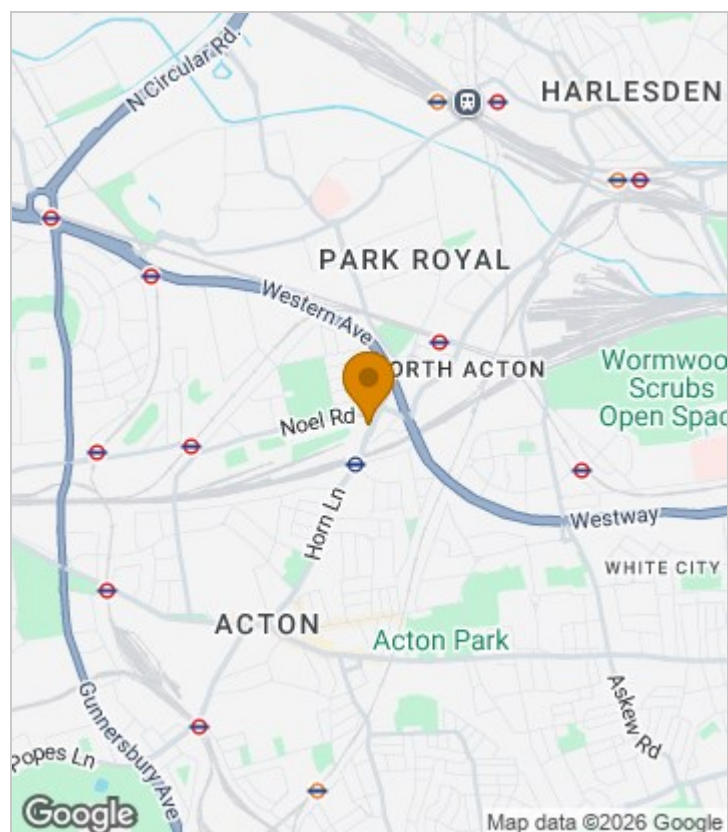 N Circular Rd.
HARLESDEN
PARK ROYAL
Western Ave
ORTH ACTON
Wormwoo
Scrubs
Open Spac
Noel Rd
Horn Ln
Westway
WHITE CITY
ACTON
Acton Park
Gunnersbury Ave
Askew Rd
Popes Ln
Google
Map data ©2026 Google